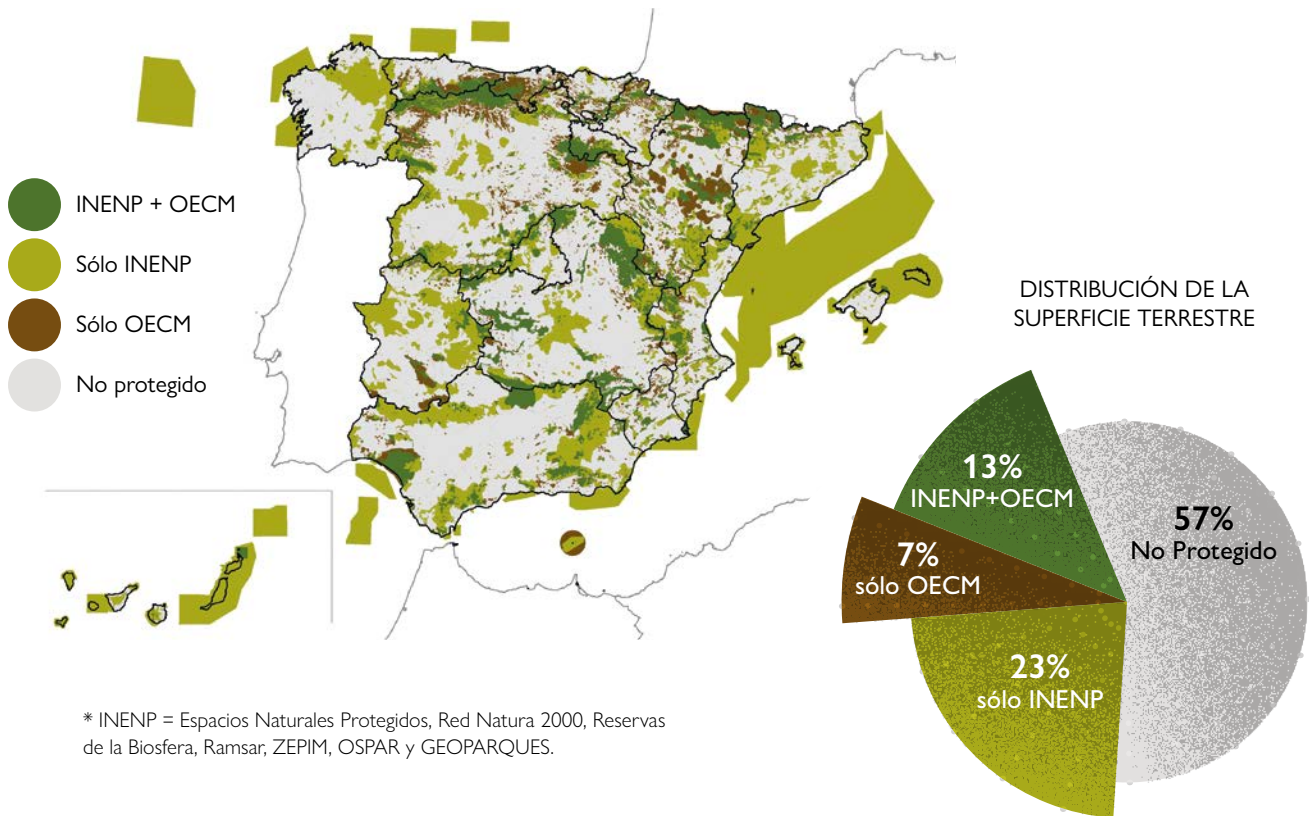 INENP + OECM
Sólo INENP
Sólo OECM
No protegido
DISTRIBUCIÓN DE LA
SUPERFICIE TERRESTRE
13%
INENP+OECM
57%
No Protegido
7%
sólo OECM
23%
sólo INENP
* INENP = Espacios Naturales Protegidos, Red Natura 2000, Reservas
de la Biosfera, Ramsar, ZEPIM, OSPAR y GEOPARQUES.